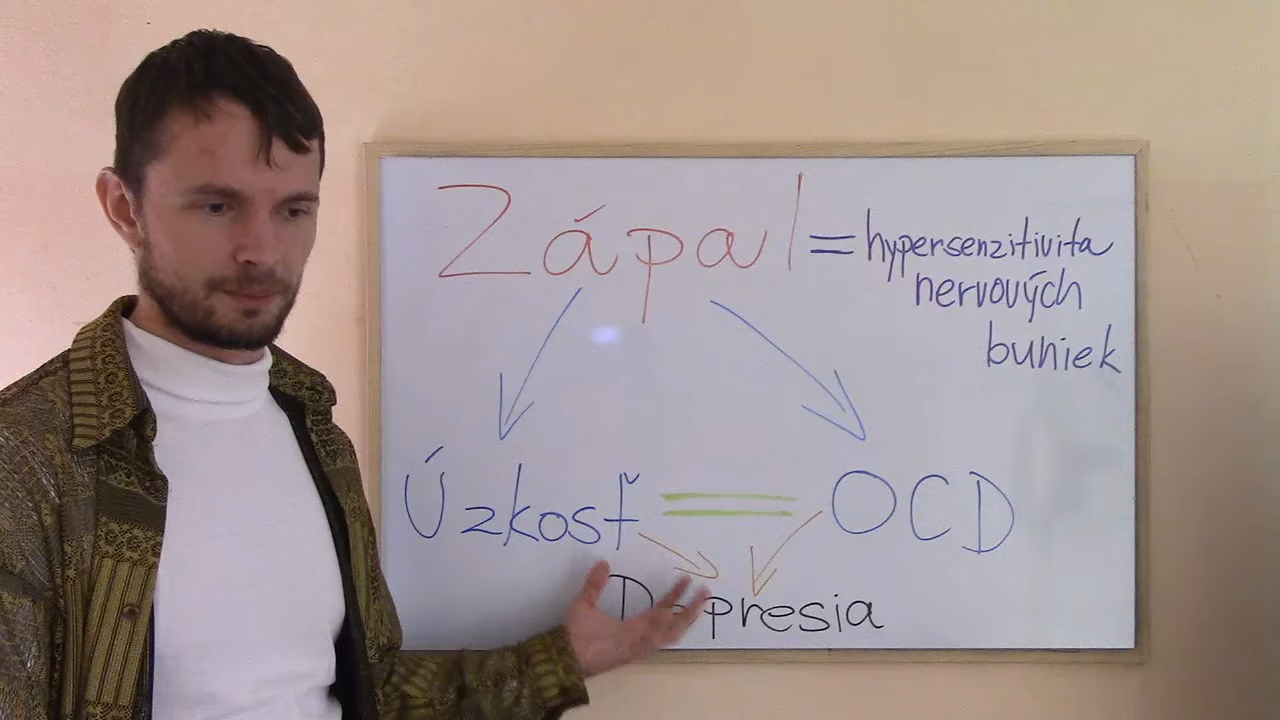 Zápal = hypersenzitivita
nervových
buniek
Úzkosť = OCD
Depresia